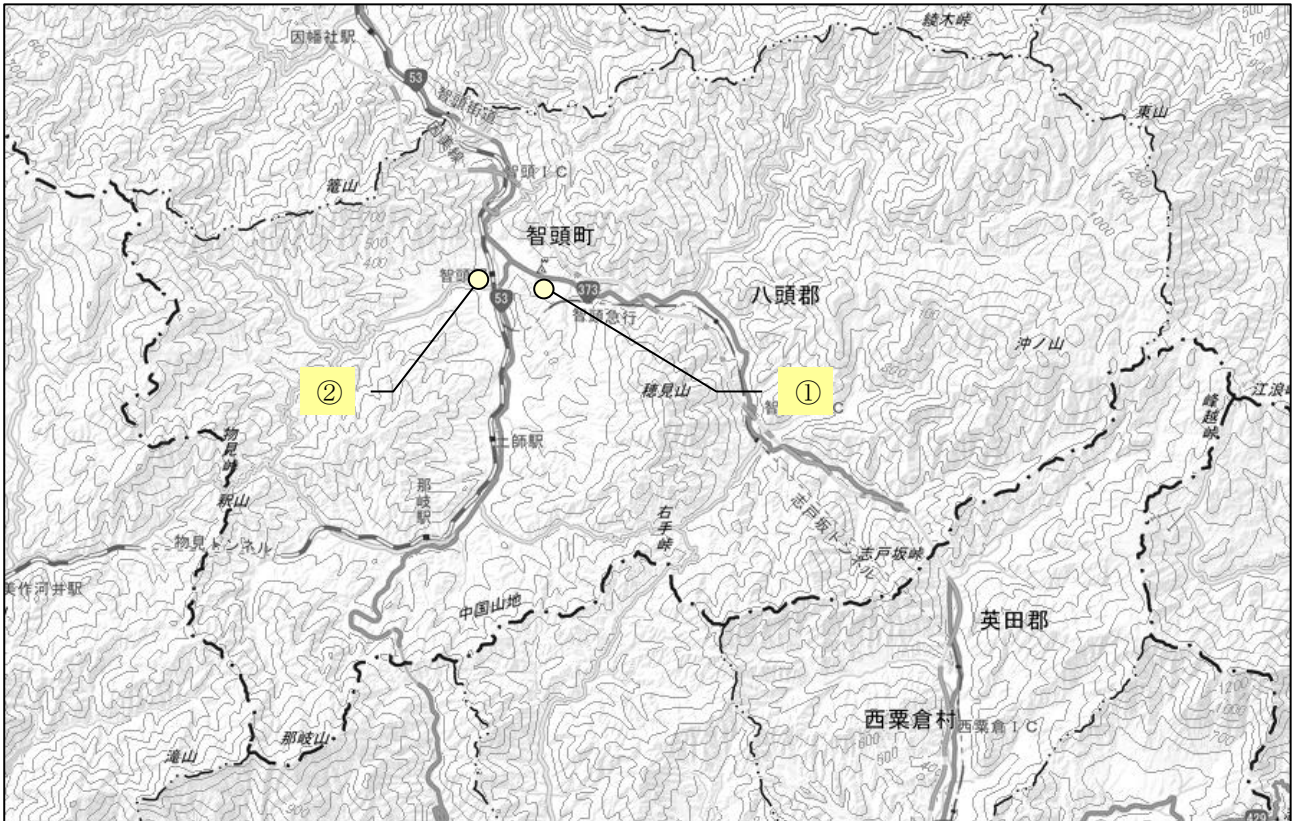 綾木峠
因幡社駅
53
智頭街道
東山
因美線
智頭ＩＣ
篭山
智頭町
智頭
373
53
智頭急行
八頭郡
沖ノ山
②
穂見山
①
江浪
峰越峠
物見峠
土師駅
那岐駅
釈山
右手峠
志戸坂トンネル
物見トンネル
志戸坂峠
美作河井駅
中国山地
英田郡
西粟倉村
西粟倉ＩＣ
那岐山
滝山
429